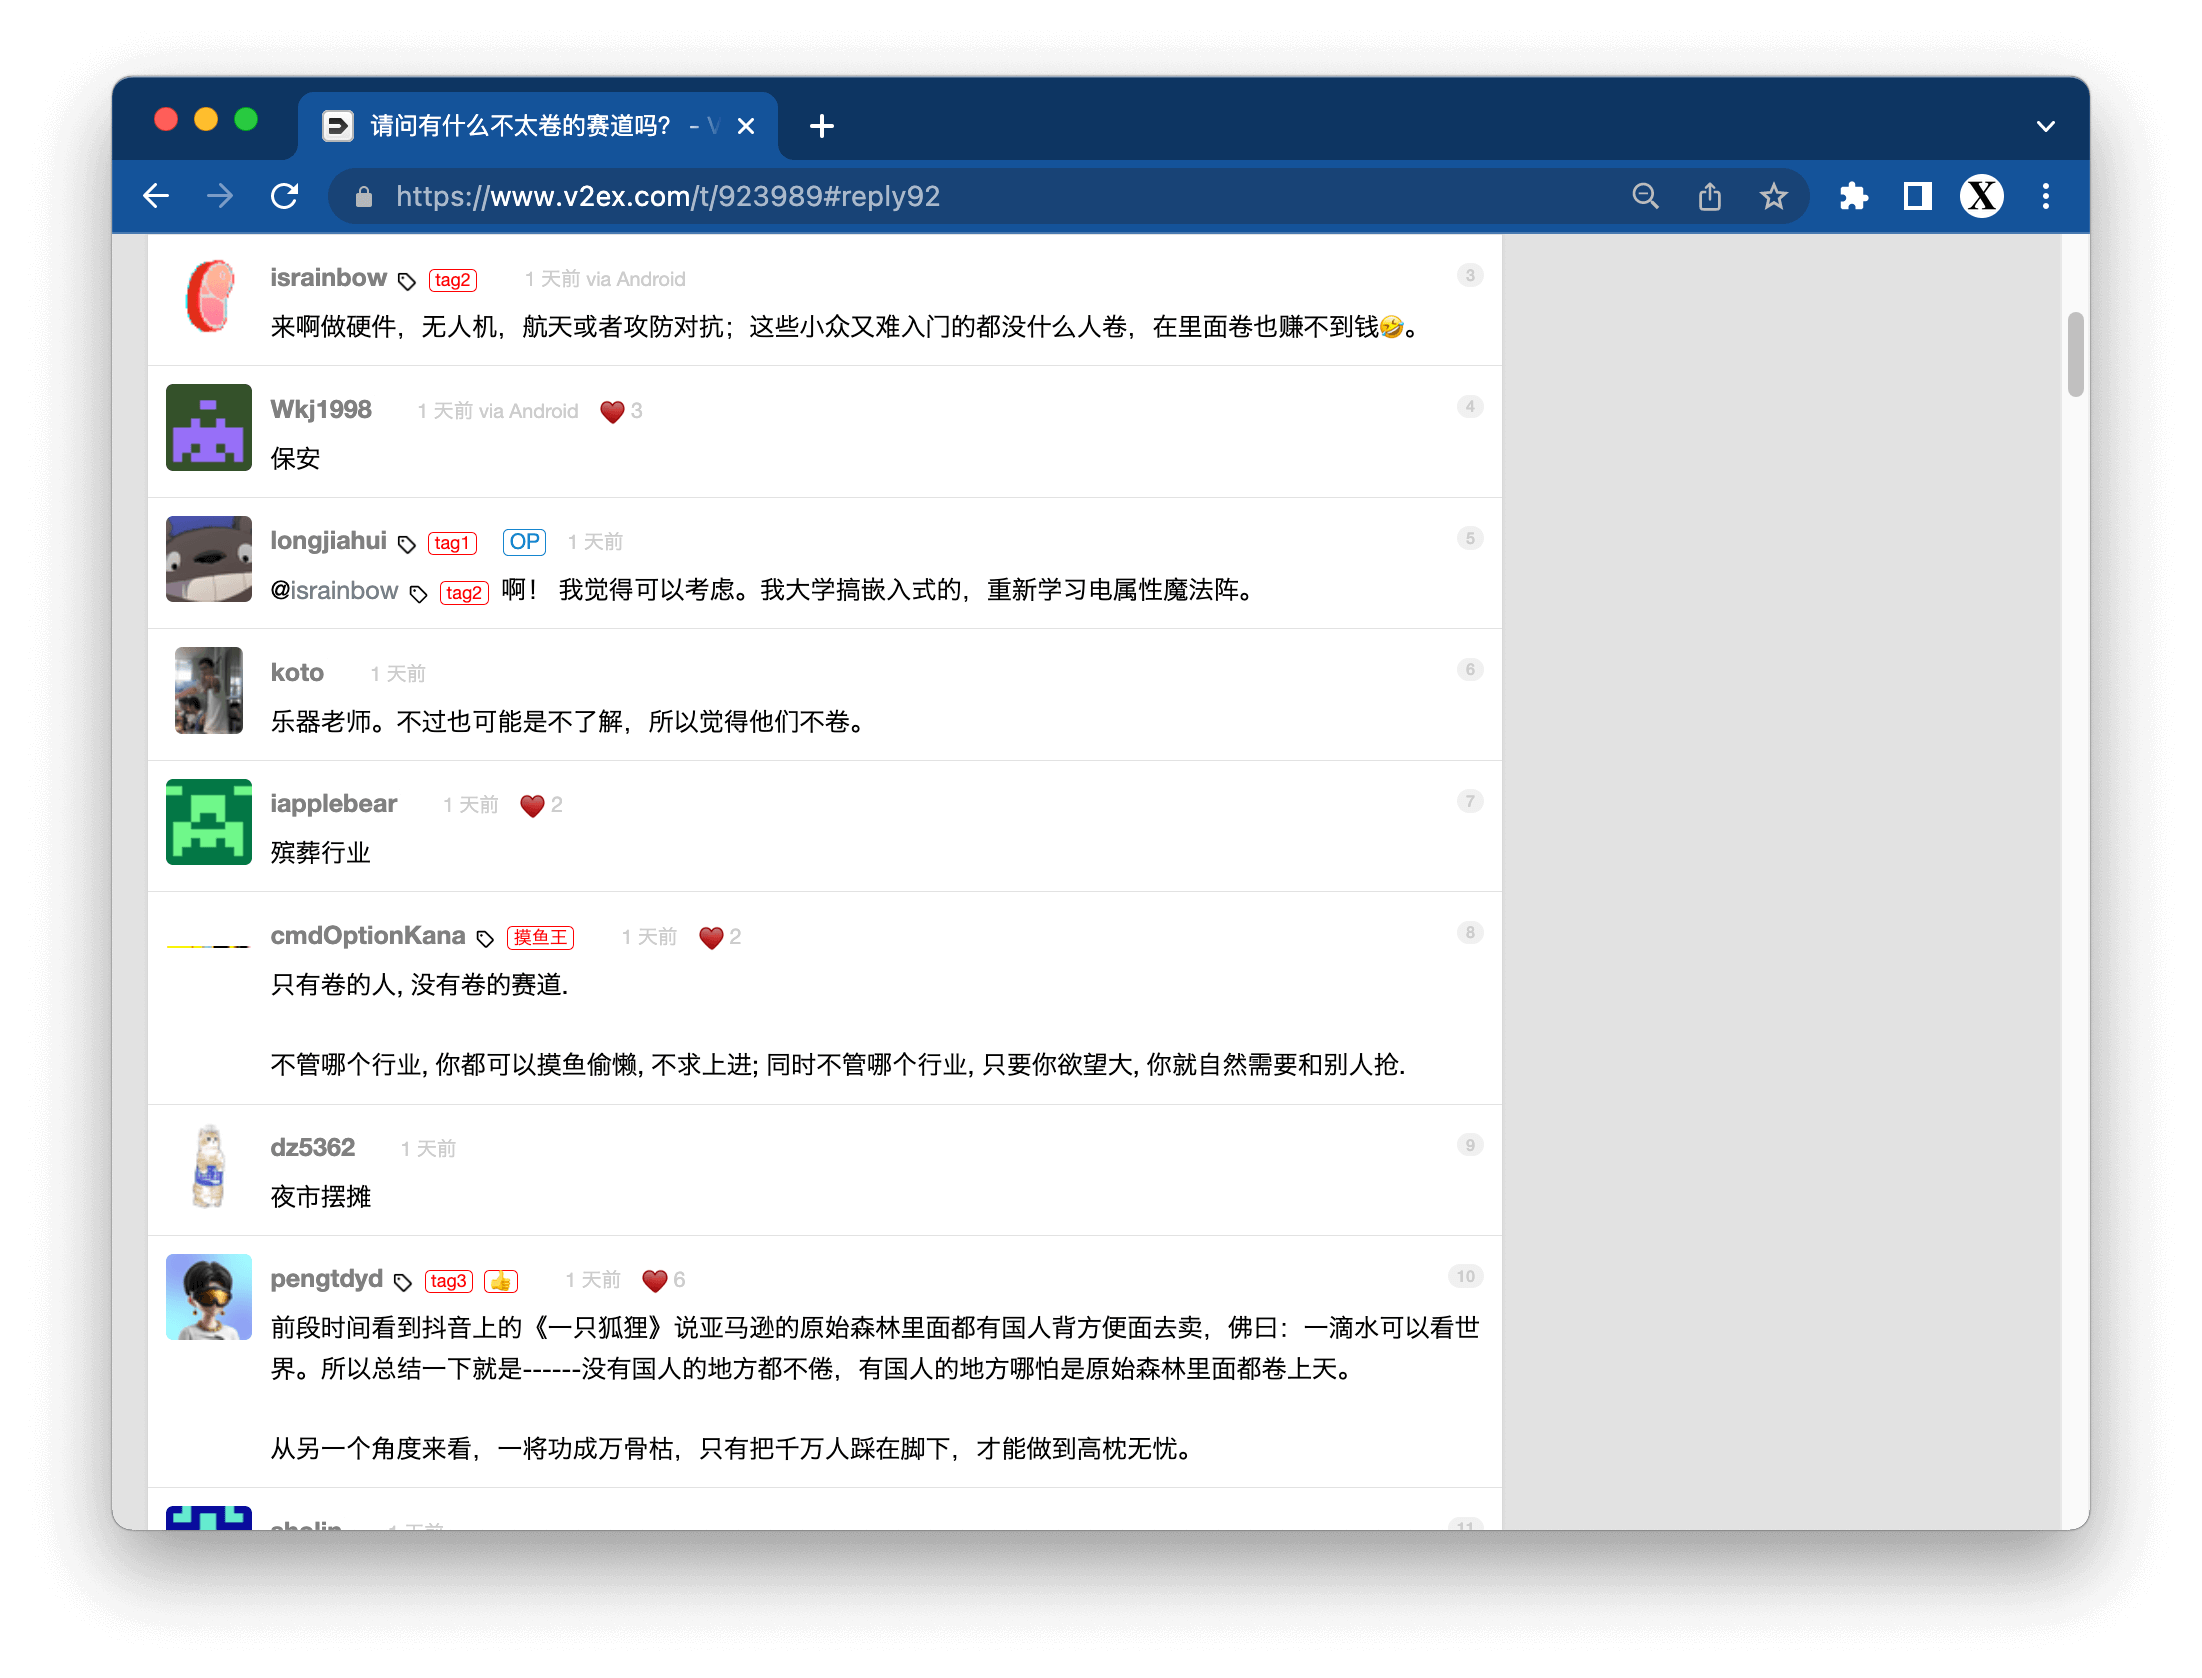 请问有什么不太卷的赛道吗？ - V
https://www.v2ex.com/t/923989#reply92
X
israinbow tag2 1 天前 via Android 3
来啊做硬件，无人机，航天或者攻防对抗；这些小众又难入门的都没什么人卷，在里面卷也赚不到钱🤣。
Wkj1998 1 天前 via Android ❤️ 3 4
保安
longjiahui tag1 OP 1 天前 5
@israinbow tag2 啊！ 我觉得可以考虑。我大学搞嵌入式的，重新学习电属性魔法阵。
koto 1 天前 6
乐器老师。不过也可能是不了解，所以觉得他们不卷。
iapplebear 1 天前 ❤️ 2 7
殡葬行业
cmdOptionKana 摸鱼王 1 天前 ❤️ 2 8
只有卷的人, 没有卷的赛道.
不管哪个行业, 你都可以摸鱼偷懒, 不求上进; 同时不管哪个行业, 只要你欲望大, 你就自然需要和别人抢.
dz5362 1 天前 9
夜市摆摊
pengtdyd tag3 👍 1 天前 ❤️ 6 10
前段时间看到抖音上的《一只狐狸》说亚马逊的原始森林里面都有国人背方便面去卖，佛曰：一滴水可以看世
界。所以总结一下就是------没有国人的地方都不倦，有国人的地方哪怕是原始森林里面都卷上天。
从另一个角度来看，一将功成万骨枯，只有把千万人踩在脚下，才能做到高枕无忧。
1 天前 11